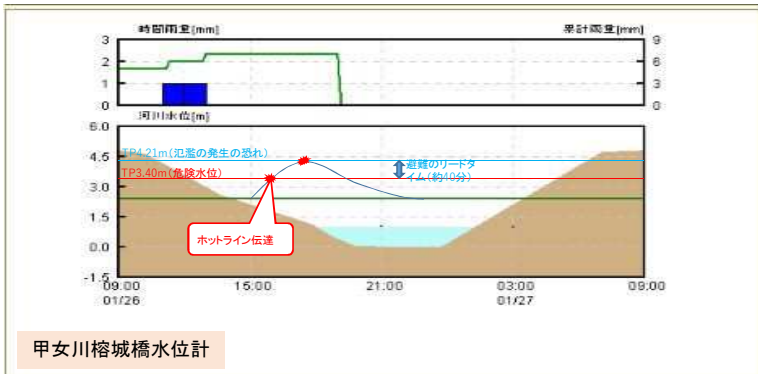 時間雨量[mm] 累計雨量[mm]
3 9
2 6
1 3
0 0
河川水位[m]
6.0
TP4.21m(氾濫の発生の恐れ)
4.5
避難のリードタ
イム(約40分)
TP3.40m(危険水位)
3.0
1.5
ホットライン伝達
0.0
-1.5
09:00 15:00 21:00 03:00 09:00
01/26 01/27
甲女川榕城橋水位計